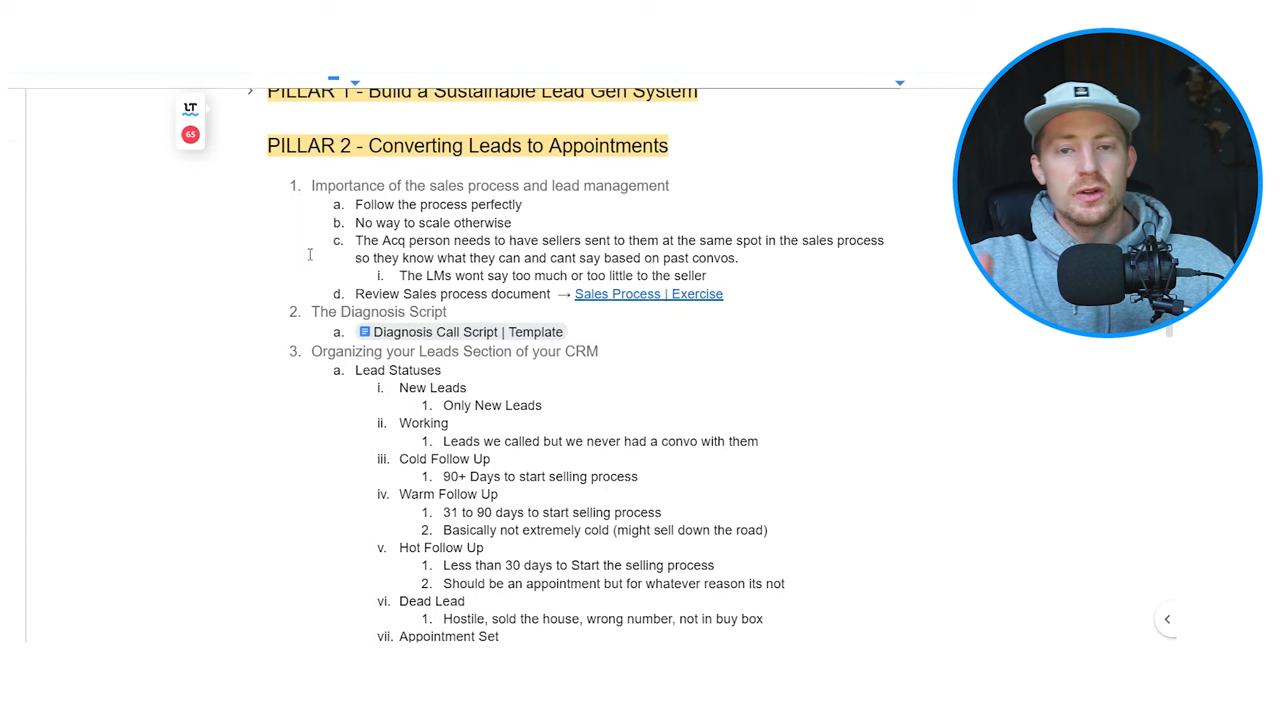 PILLAR 1 - Build a Sustainable Lead Gen System
LT
65
PILLAR 2 - Converting Leads to Appointments
1. Importance of the sales process and lead management
a. Follow the process perfectly
b. No way to scale otherwise
c. The Acq person needs to have sellers sent to them at the same spot in the sales process
so they know what they can and cant say based on past convos.
i. The LMs wont say too much or too little to the seller
d. Review Sales process document → Sales Process | Exercise
2. The Diagnosis Script
a. Diagnosis Call Script | Template
3. Organizing your Leads Section of your CRM
a. Lead Statuses
i. New Leads
1. Only New Leads
ii. Working
1. Leads we called but we never had a convo with them
iii. Cold Follow Up
1. 90+ Days to start selling process
iv. Warm Follow Up
1. 31 to 90 days to start selling process
2. Basically not extremely cold (might sell down the road)
v. Hot Follow Up
1. Less than 30 days to Start the selling process
2. Should be an appointment but for whatever reason its not
vi. Dead Lead
1. Hostile, sold the house, wrong number, not in buy box
vii. Appointment Set